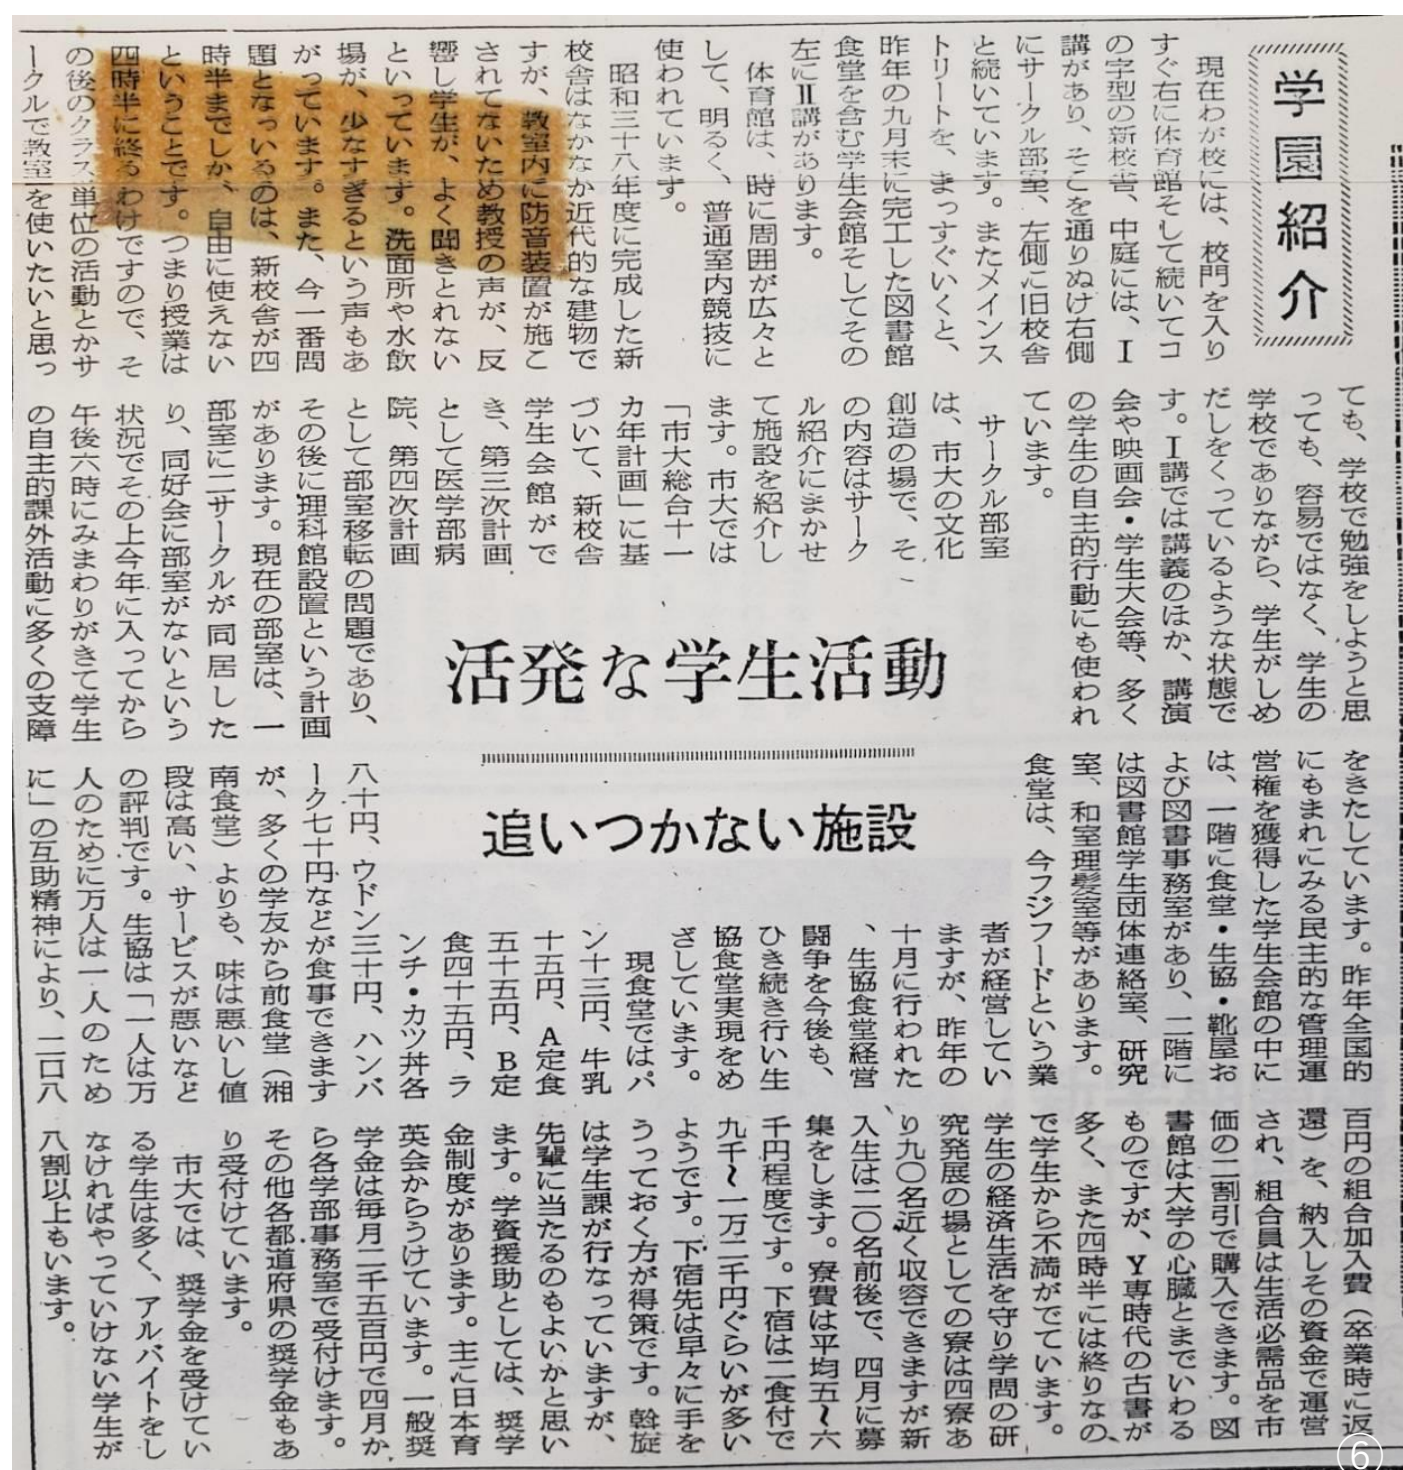 学園紹介
現在わが校には、校門を入り
すぐ右に体育館そして続いてコ
の字型の新校舎、中庭には、Ⅰ
講があり、そこを通りぬけ右側
にサークル部室、左側に旧校舎
と続いています。またメインス
トリートを、まっすぐいくと、
昨年の九月末に完工した図書館
食堂を含む学生会館そしてその
左にⅡ講があります。
体育館は、時に周囲が広々と
して、明るく、普通室内競技に
使われています。
昭和三十八年度に完成した新
校舎はなかなか近代的な建物で
すが、教室内に防音装置が施こ
されてないため教授の声が、反
響し学生が、よく聞きとれない
といっています。洗面所や水飲
場が、少なすぎるという声もあ
がっています。また、今一番問
題となっいるのは、新校舎が四
時半までしか、自由に使えない
ということです。つまり授業は
四時半に終るわけですので、そ
の後のクラス単位の活動とかサ
ークルで教室を使いたいと思っ
ても、学校で勉強をしようと思
っても、容易ではなく、学生の
学校でありながら、学生がしめ
だしをくっているような状態で
す。Ⅰ講では講義のほか、講演
会や映画会・学生大会等、多く
の学生の自主的行動にも使われ
ています。
サークル部室
は、市大の文化
創造の場で、そ
の内容はサーク
ル紹介にまかせ
て施設を紹介し
ます。市大では
「市大総合十一
カ年計画」に基
づいて、新校舎
学生会館がで
き、第三次計画
として医学部病
院、第四次計画
として部室移転の問題であり、
その後に理科館設置という計画
があります。現在の部室は、一
部室に二サークルが同居した
り、同好会に部室がないという
状況でその上今年に入ってから
午後六時にみまわりがきて学生
の自主的課外活動に多くの支障
活発な学生活動
追いつかない施設
をきたしています。昨年全国的
にもまれにみる民主的な管理運
営権を獲得した学生会館の中に
は、一階に食堂・生協・靴屋お
よび図書事務室があり、二階に
は図書館学生団体連絡室、研究
室、和室理髪室等があります。
食堂は、今フジフードという業
者が経営してい
ますが、昨年の
十月に行われた
、生協食堂経営
闘争を今後も、
ひき続き行い生
協食堂実現をめ
ざしています。
現食堂ではパ
ン十三円、牛乳
十五円、A定食
五十五円、B定
食四十五円、ラ
ンチ・カツ丼各
八十円、ウドン三十円、ハンバ
ーク七十円などが食事できます
が、多くの学友から前食堂（湘
南食堂）よりも、味は悪いし値
段は高い、サービスが悪いなど
の評判です。生協は「一人は万
人のために万人は一人のため
に」の互助精神により、二口八
百円の組合加入費（卒業時に返
還）を、納入しその資金で運営
され、組合員は生活必需品を市
価の二割引で購入できます。図
書館は大学の心臓とまでいわる
ものですが、Y専時代の古書が
多く、また四時半には終りなの
で学生から不満がでています。
学生の経済生活を守り学問の研
究発展の場としての寮は四寮あ
り九〇名近く収容できますが新
入生は二〇名前後で、四月に募
集をします。寮費は平均五～六
千円程度です。下宿は二食付で
九千～一万二千円ぐらいが多い
ようです。下宿先は早々に手を
うっておく方が得策です。斡旋
は学生課が行なっていますが、
先輩に当たるのもよいかと思い
ます。学資援助としては、奨学
金制度があります。主に日本育
英会からうけています。一般奨
学金は毎月二千五百円で四月か
ら各学部事務室で受付けます。
その他各都道府県の奨学金もあ
り受付けています。
市大では、奨学金を受けてい
る学生は多く、アルバイトをし
なければやっていけない学生が
八割以上もいます。
⑥